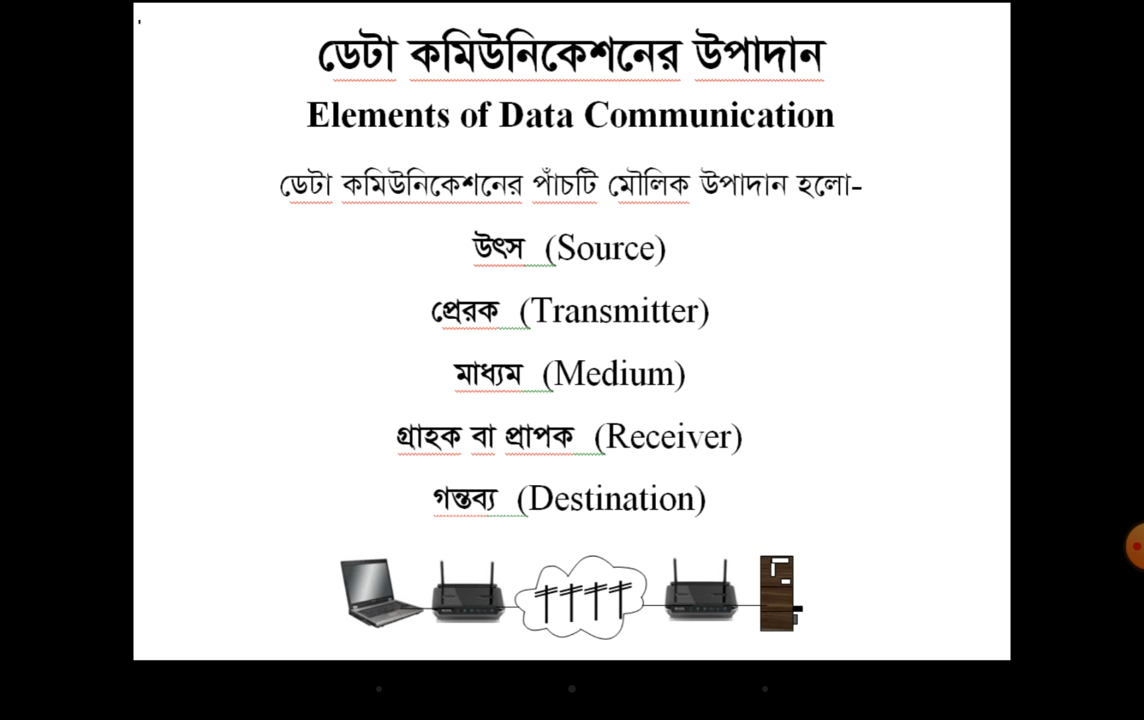 ডেটা কমিউনিকেশনের উপাদান
Elements of Data Communication
ডেটা কমিউনিকেশনের পাঁচটি মৌলিক উপাদান হলো-
উৎস (Source)
প্রেরক (Transmitter)
মাধ্যম (Medium)
গ্রাহক বা প্রাপক (Receiver)
গন্তব্য (Destination)